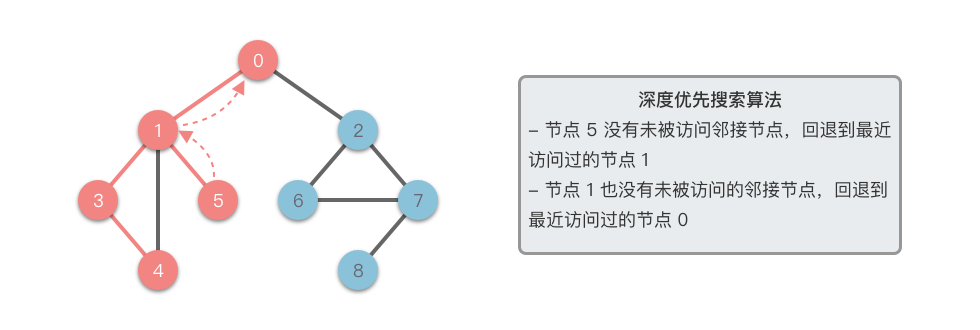 0
1
2
3
5
6
7
4
8
深度优先搜索算法
– 节点 5 没有未被访问邻接节点，回退到最近
访问过的节点 1
– 节点 1 也没有未被访问的邻接节点，回退到
最近访问过的节点 0